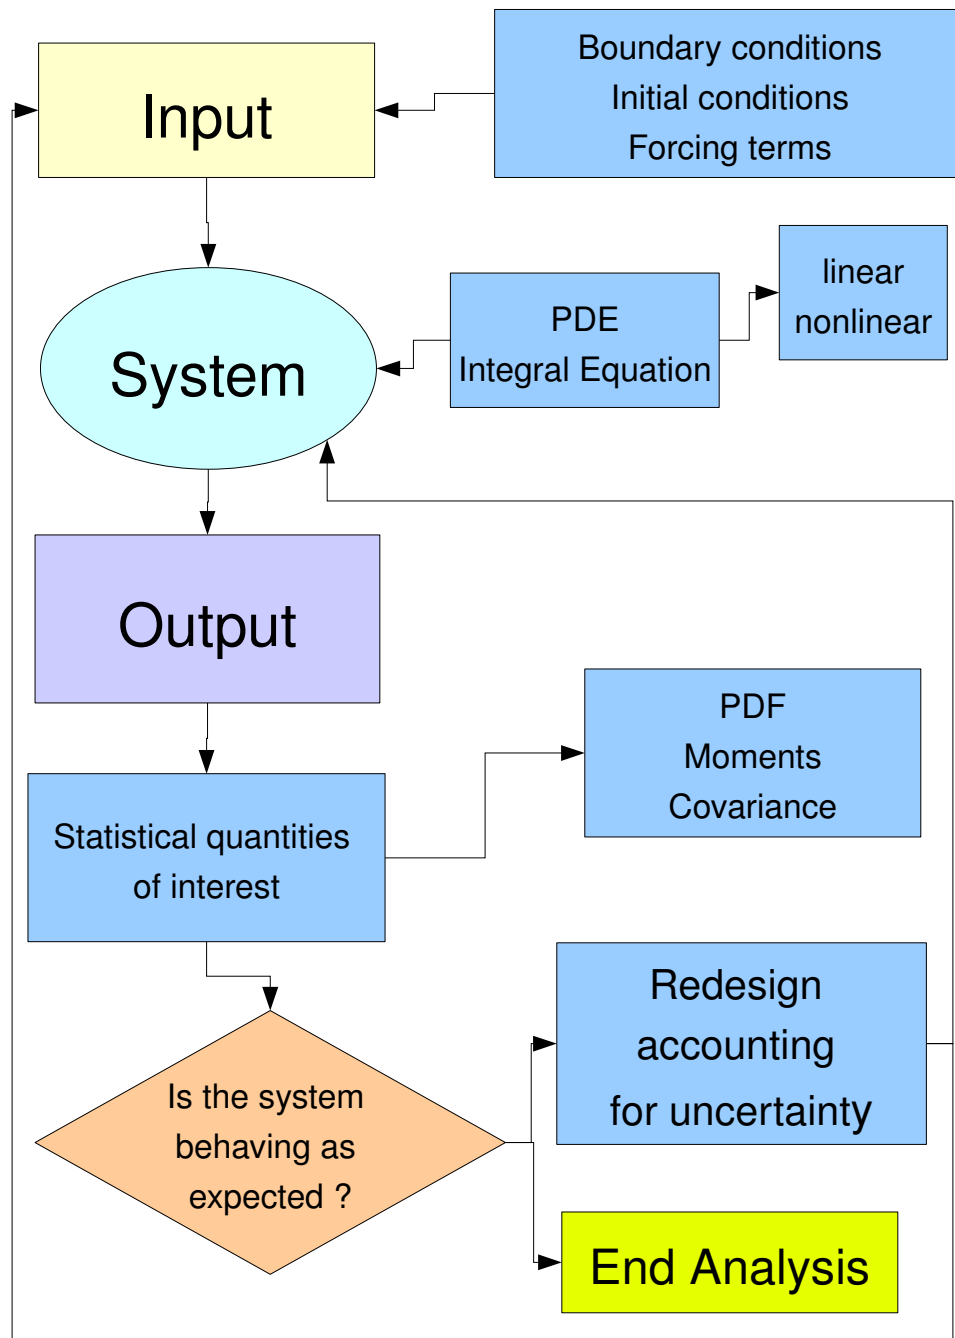 Input
Boundary conditions
Initial conditions
Forcing terms
System
PDE
Integral Equation
linear
nonlinear
Output
Statistical quantities
of interest
PDF
Moments
Covariance
Is the system
behaving as
expected ?
Redesign
accounting
for uncertainty
End Analysis